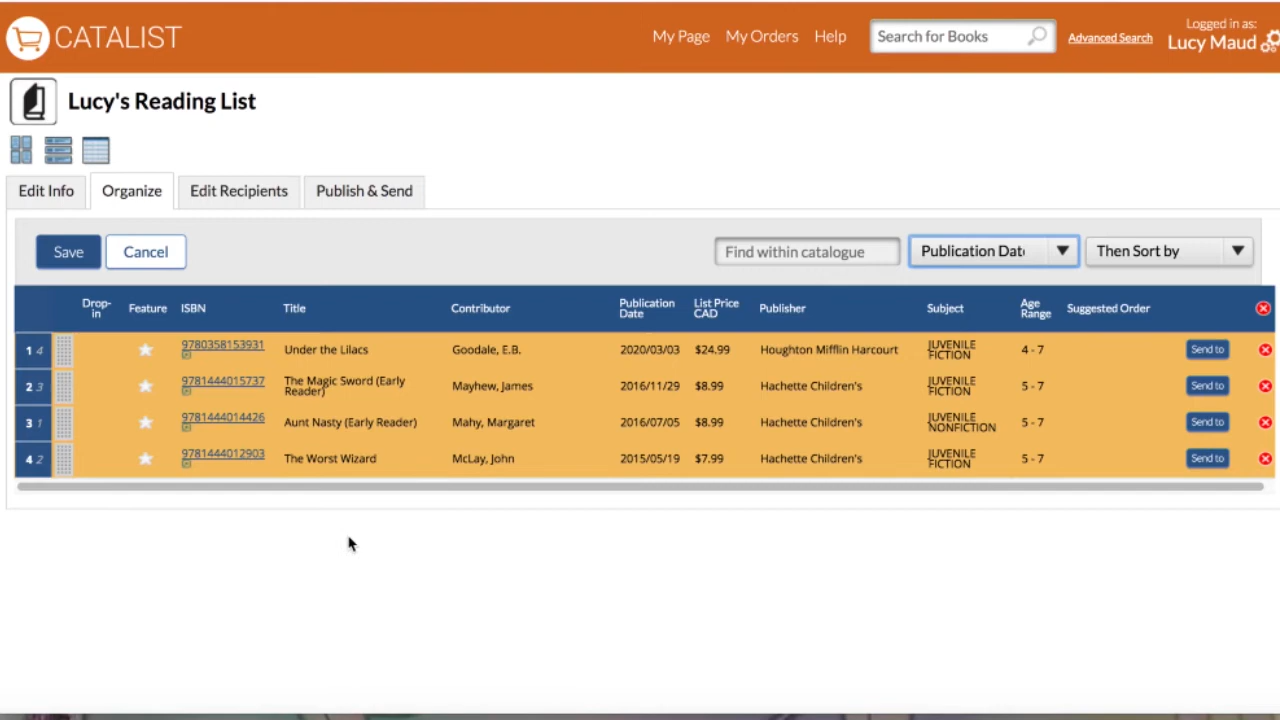 CATALIST
My Page My Orders Help Search for Books Advanced Search Logged in as:
Lucy Maud
Lucy's Reading List
Edit Info Organize Edit Recipients Publish & Send
Save Cancel Find within catalogue Publication Dat Then Sort by
Drop-in Feature ISBN Title Contributor Publication Date List Price CAD Publisher Subject Age Range Suggested Order
1 4 9780358153931 Under the Lilacs Goodale, E.B. 2020/03/03 $24.99 Houghton Mifflin Harcourt JUVENILE FICTION 4 - 7 Send to
2 3 9781444015737 The Magic Sword (Early Reader) Mayhew, James 2016/11/29 $8.99 Hachette Children's JUVENILE FICTION 5 - 7 Send to
3 1 9781444014426 Aunt Nasty (Early Reader) Mahy, Margaret 2016/07/05 $8.99 Hachette Children's JUVENILE NONFICTION 5 - 7 Send to
4 2 9781444012903 The Worst Wizard McLay, John 2015/05/19 $7.99 Hachette Children's JUVENILE FICTION 5 - 7 Send to